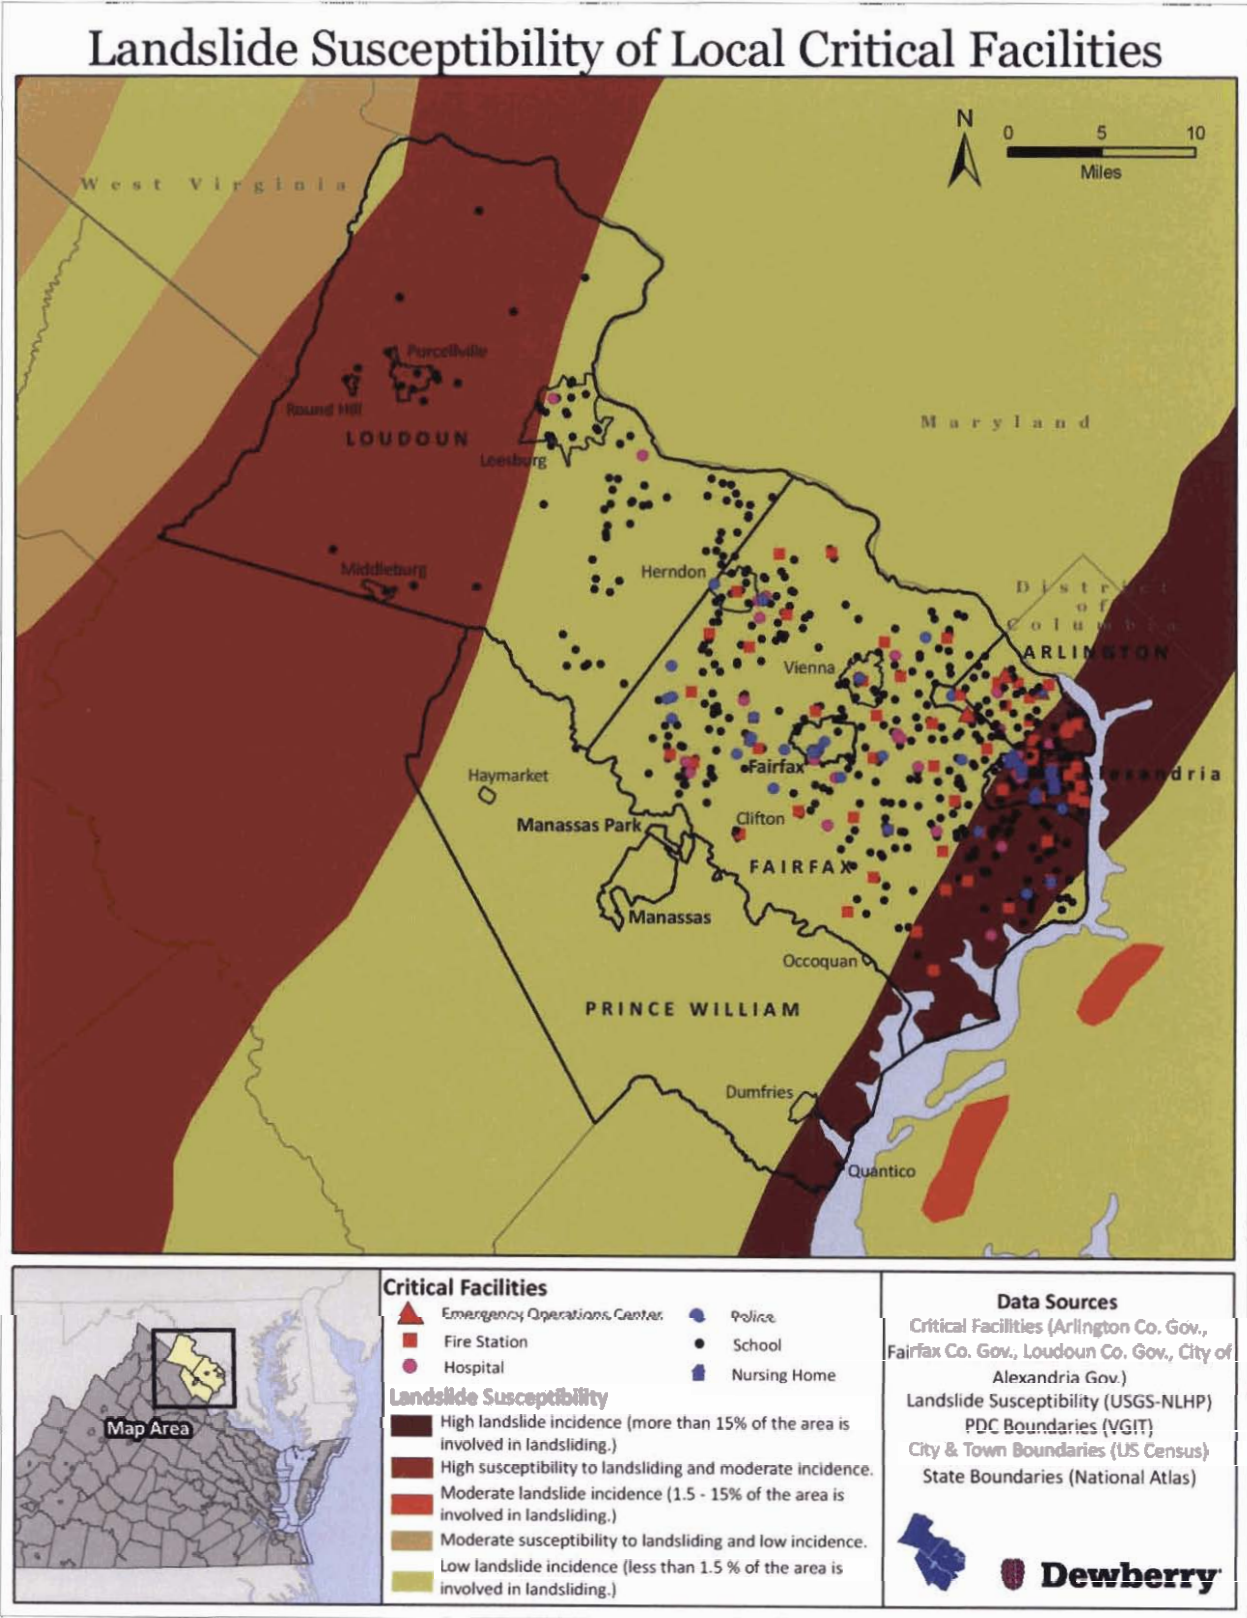 Landslide Susceptibility of Local Critical Facilities
N
0 5 10
Miles
West Virginia
Maryland
Purcellville
Round Hill
LOUDOUN
Leesburg
Middleburg
Herndon
District
of
Columbia
ARLINGTON
Vienna
Haymarket
Fairfax
Alexandria
Manassas Park
Clifton
FAIRFAX
Manassas
Occoquan
PRINCE WILLIAM
Dumfries
Quantico
Map Area
Critical Facilities
Emergency Operations Center
Fire Station
Hospital
Police
School
Nursing Home
Landslide Susceptibility
High landslide incidence (more than 15% of the area is
involved in landsliding.)
High susceptibility to landsliding and moderate incidence.
Moderate landslide incidence (1.5 - 15% of the area is
involved in landsliding.)
Moderate susceptibility to landsliding and low incidence.
Low landslide incidence (less than 1.5 % of the area is
involved in landsliding.)
Data Sources
Critical Facilities (Arlington Co. Gov.,
Fairfax Co. Gov., Loudoun Co. Gov., City of
Alexandria Gov.)
Landslide Susceptibility (USGS-NLHP)
PDC Boundaries (VGIT)
City & Town Boundaries (US Census)
State Boundaries (National Atlas)
Dewberry